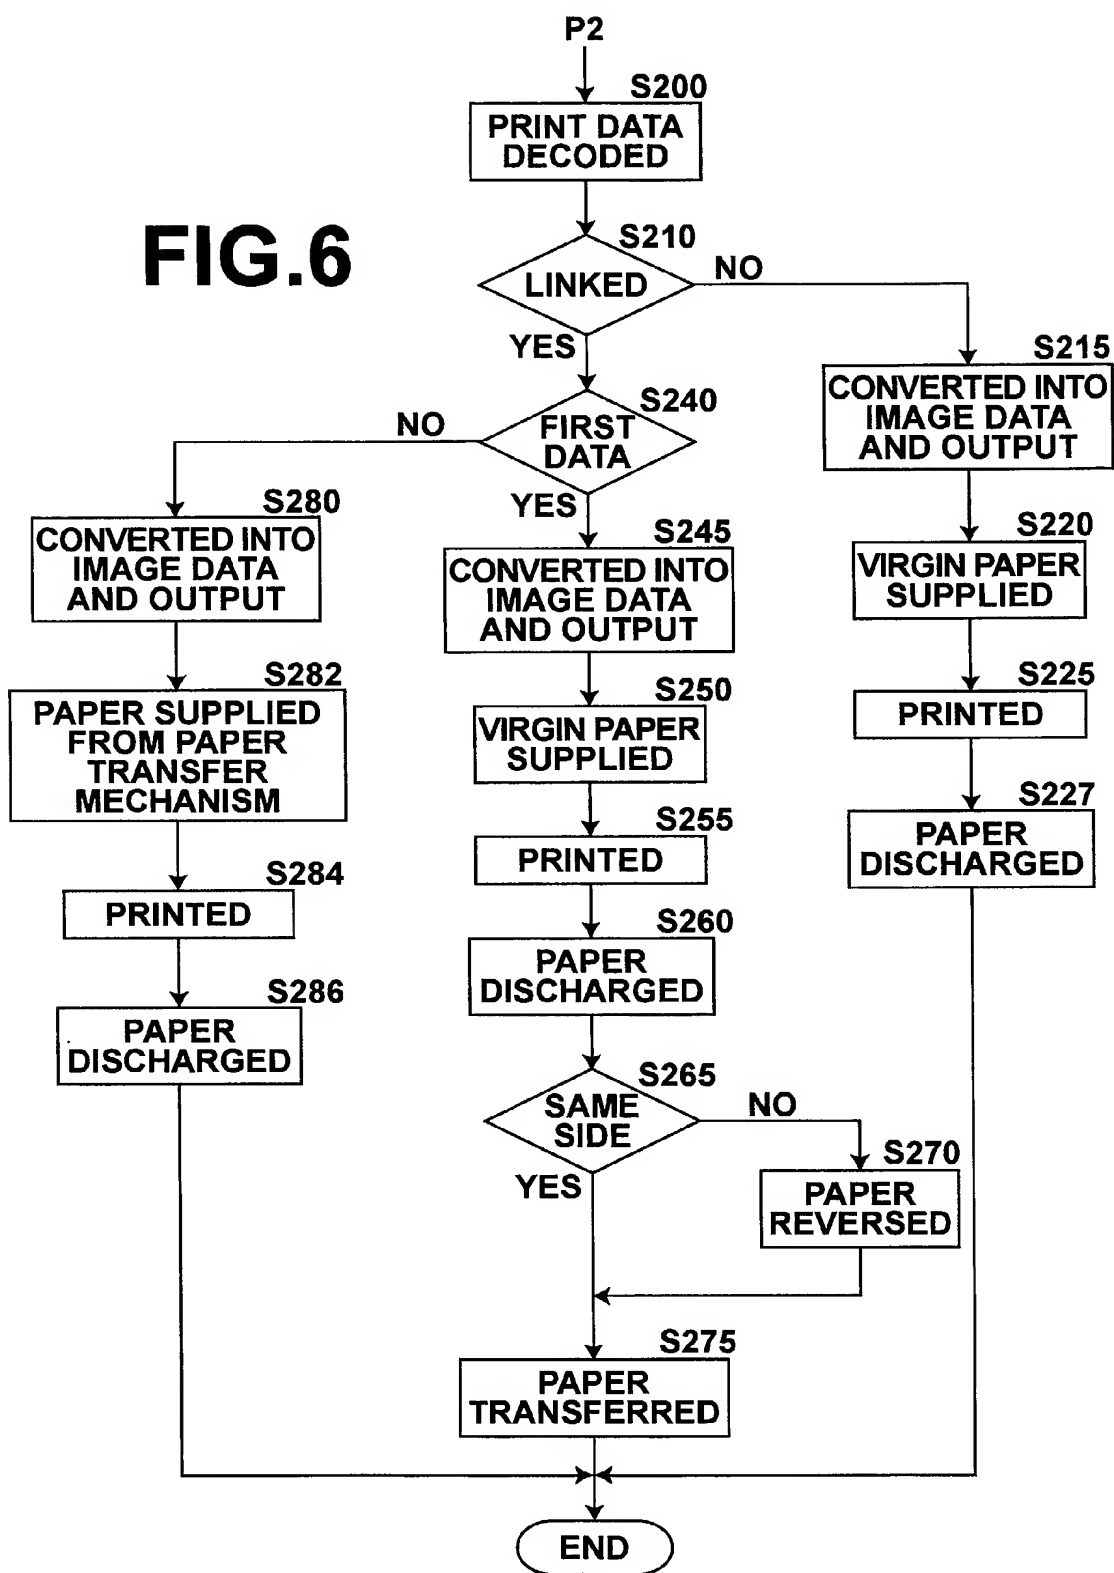 P2
S200
PRINT DATA
DECODED
FIG.6
S210
LINKED
NO
YES
S215
CONVERTED INTO
IMAGE DATA
AND OUTPUT
S240
FIRST
DATA
NO
YES
S280
CONVERTED INTO
IMAGE DATA
AND OUTPUT
S245
CONVERTED INTO
IMAGE DATA
AND OUTPUT
S220
VIRGIN PAPER
SUPPLIED
S282
PAPER SUPPLIED
FROM PAPER
TRANSFER
MECHANISM
S250
VIRGIN PAPER
SUPPLIED
S225
PRINTED
S227
PAPER
DISCHARGED
S255
PRINTED
S284
PRINTED
S260
PAPER
DISCHARGED
S286
PAPER
DISCHARGED
S265
SAME
SIDE
NO
YES
S270
PAPER
REVERSED
S275
PAPER
TRANSFERRED
END